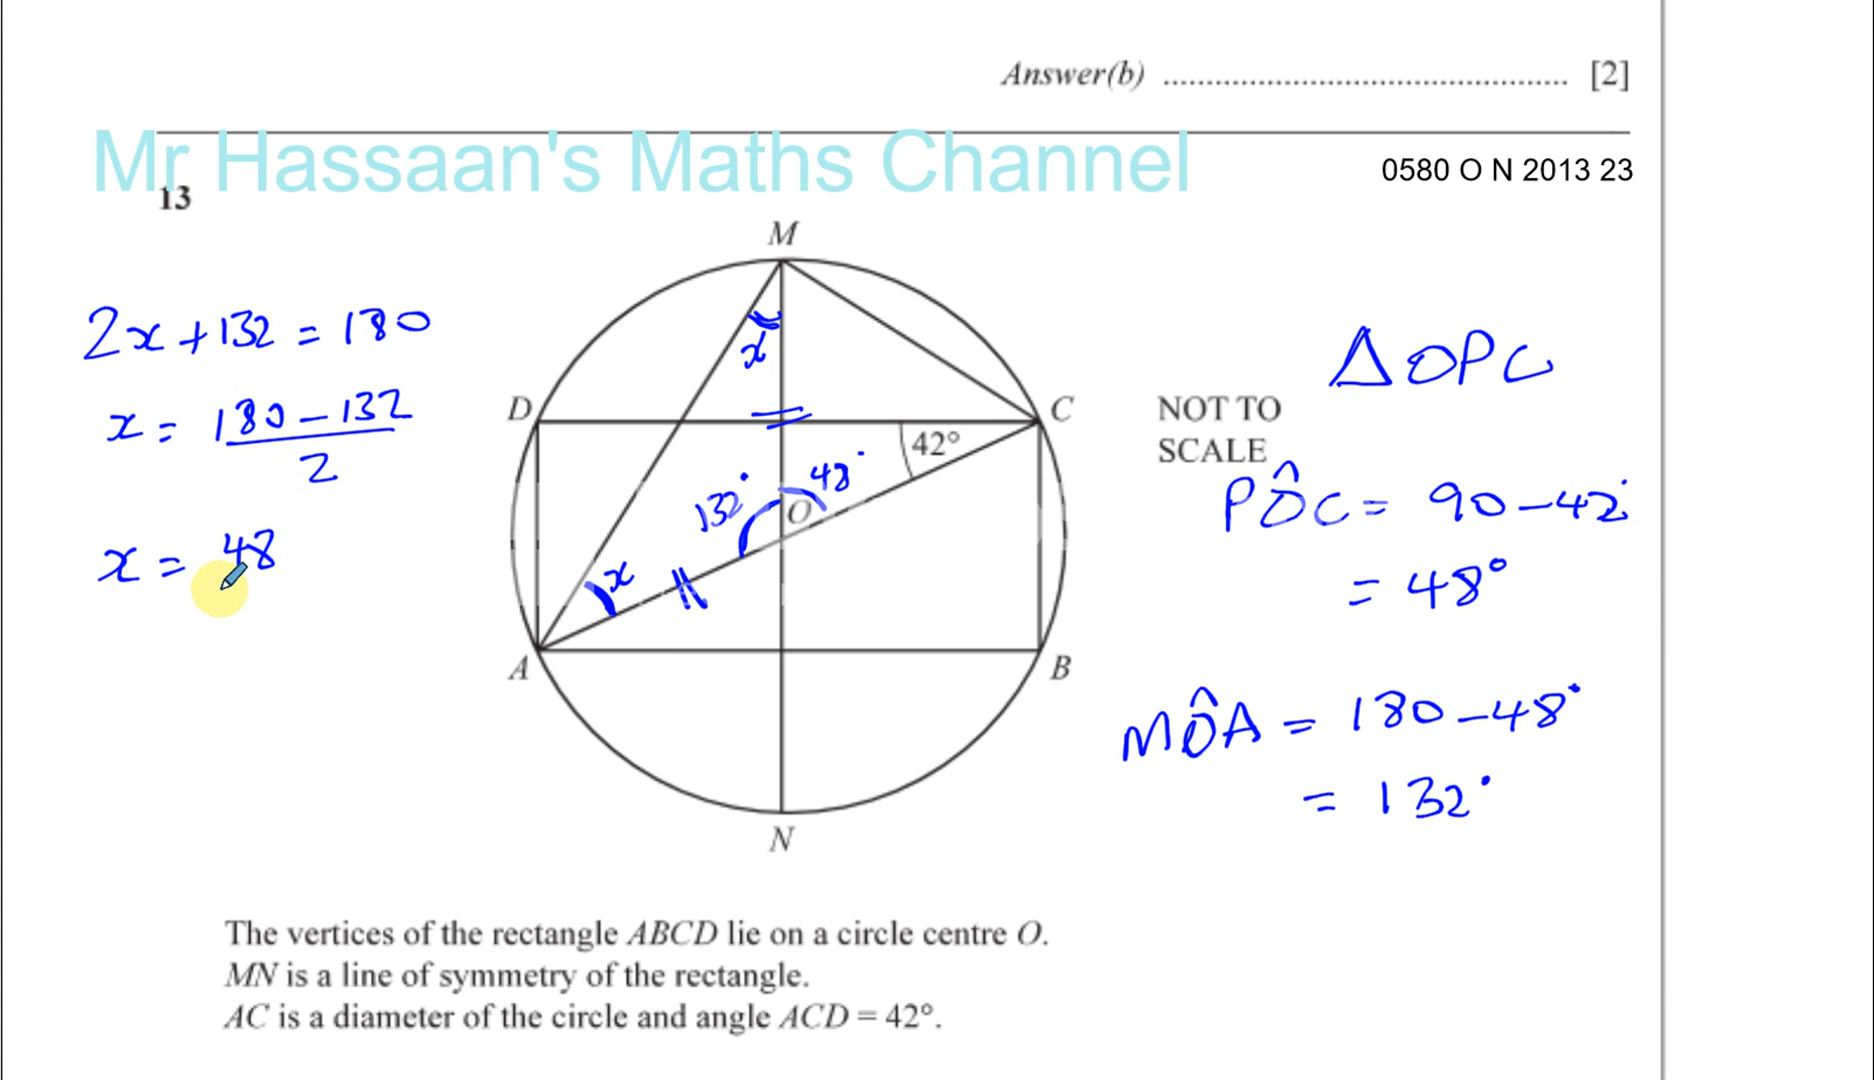 Answer(b) ................................................ [2]
Mr Hassaan's Maths Channel
0580 O N 2013 23
13
M
2x + 132 = 180
x = 180 - 132
2
x = 48
x
D
C
42°
132°
48°
O
x
A
B
N
NOT TO
SCALE
△ OPC
PÔC = 90 - 42°
= 48°
MÔA = 180 - 48°
= 132°
The vertices of the rectangle ABCD lie on a circle centre O.
MN is a line of symmetry of the rectangle.
AC is a diameter of the circle and angle ACD = 42°.